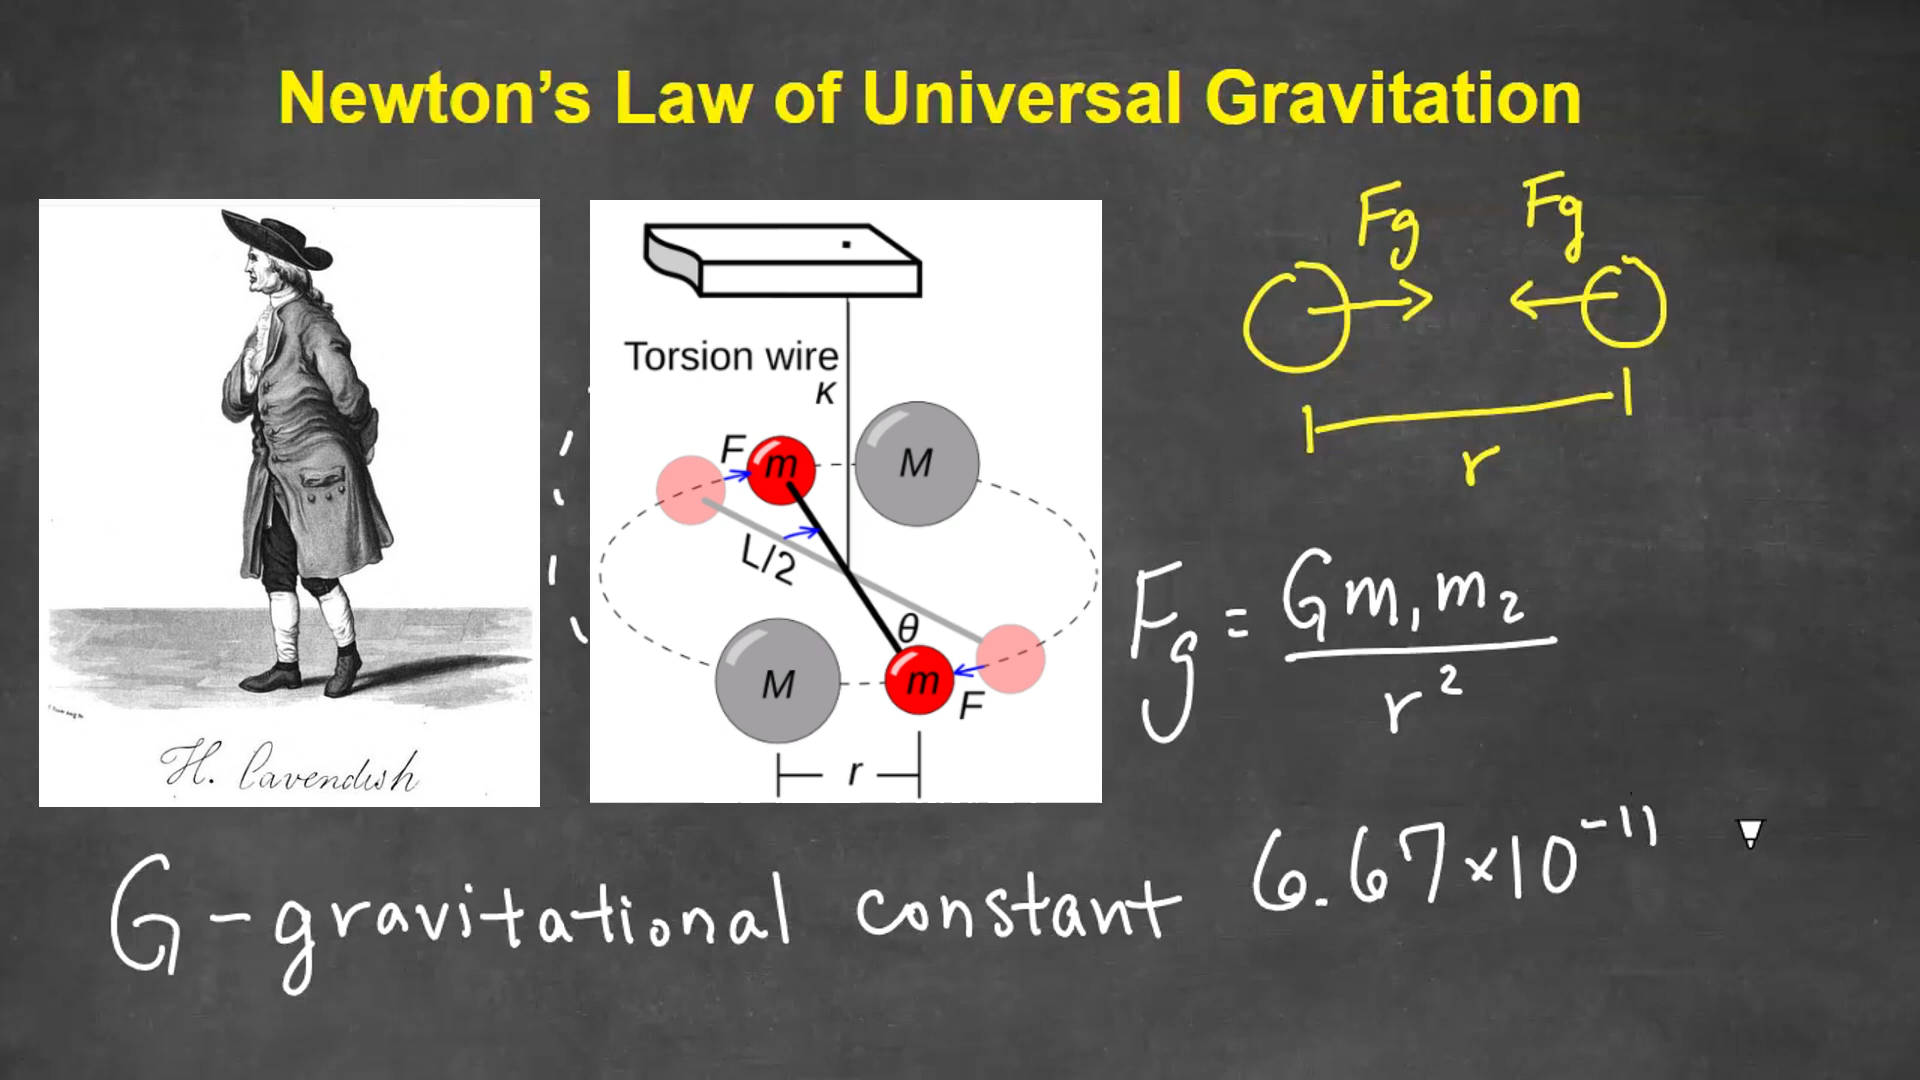 Newton's Law of Universal Gravitation
Torsion wire
κ
F
m
M
L/2
θ
M
m
F
r
H. Cavendish
Fg
Fg
r
Fg = Gm₁m₂ / r²
G - gravitational constant 6.67×10⁻¹¹